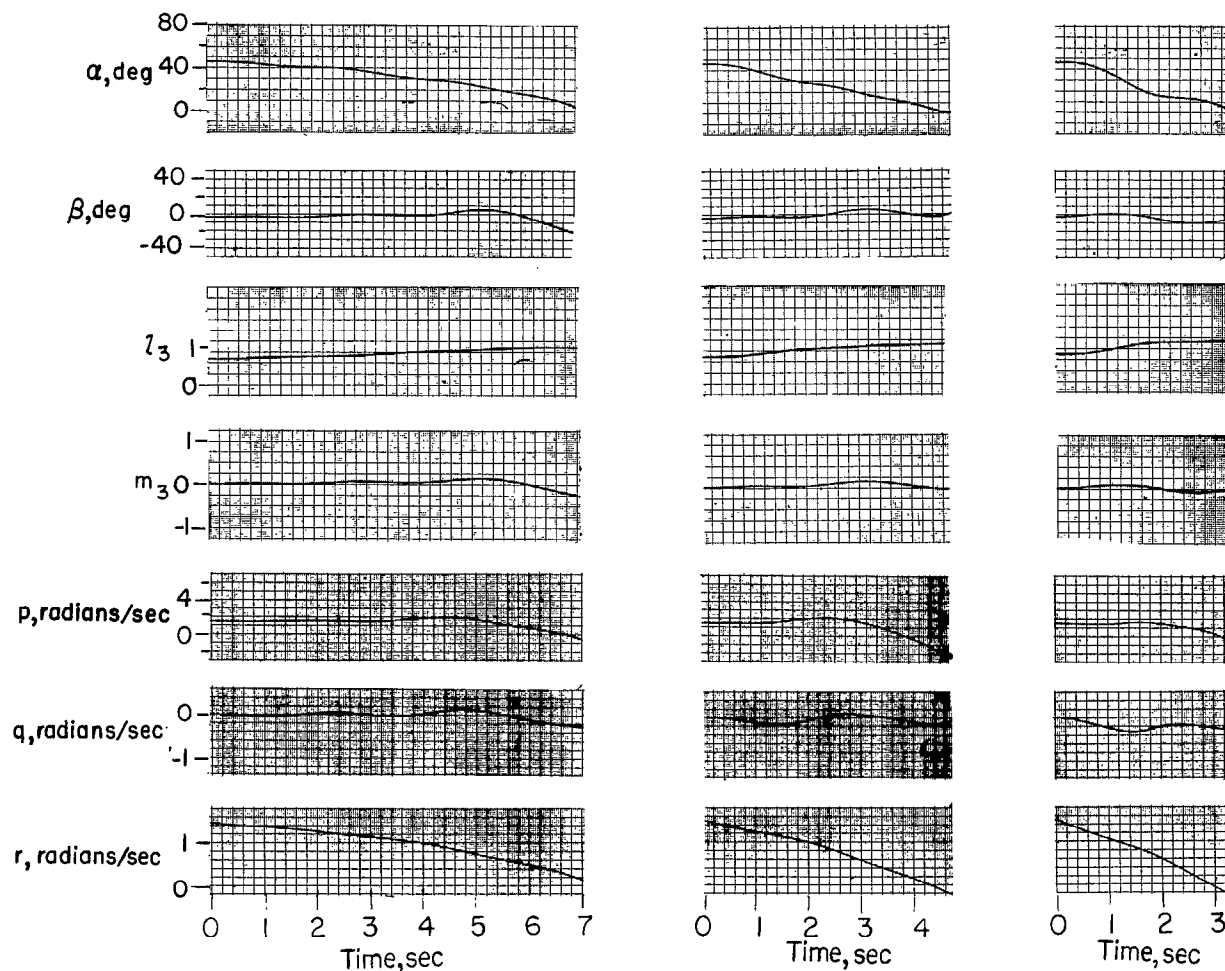 80
α,deg 40
0
40
β,deg 0
-40
l3 1
0
1
m3 0
-1
4
p,radians/sec
0
0
q,radians/sec
-1
r, radians/sec 1
0
0 1 2 3 4 5 6 7 0 1 2 3 4 0 1 2 3
Time,sec Time,sec Time,sec